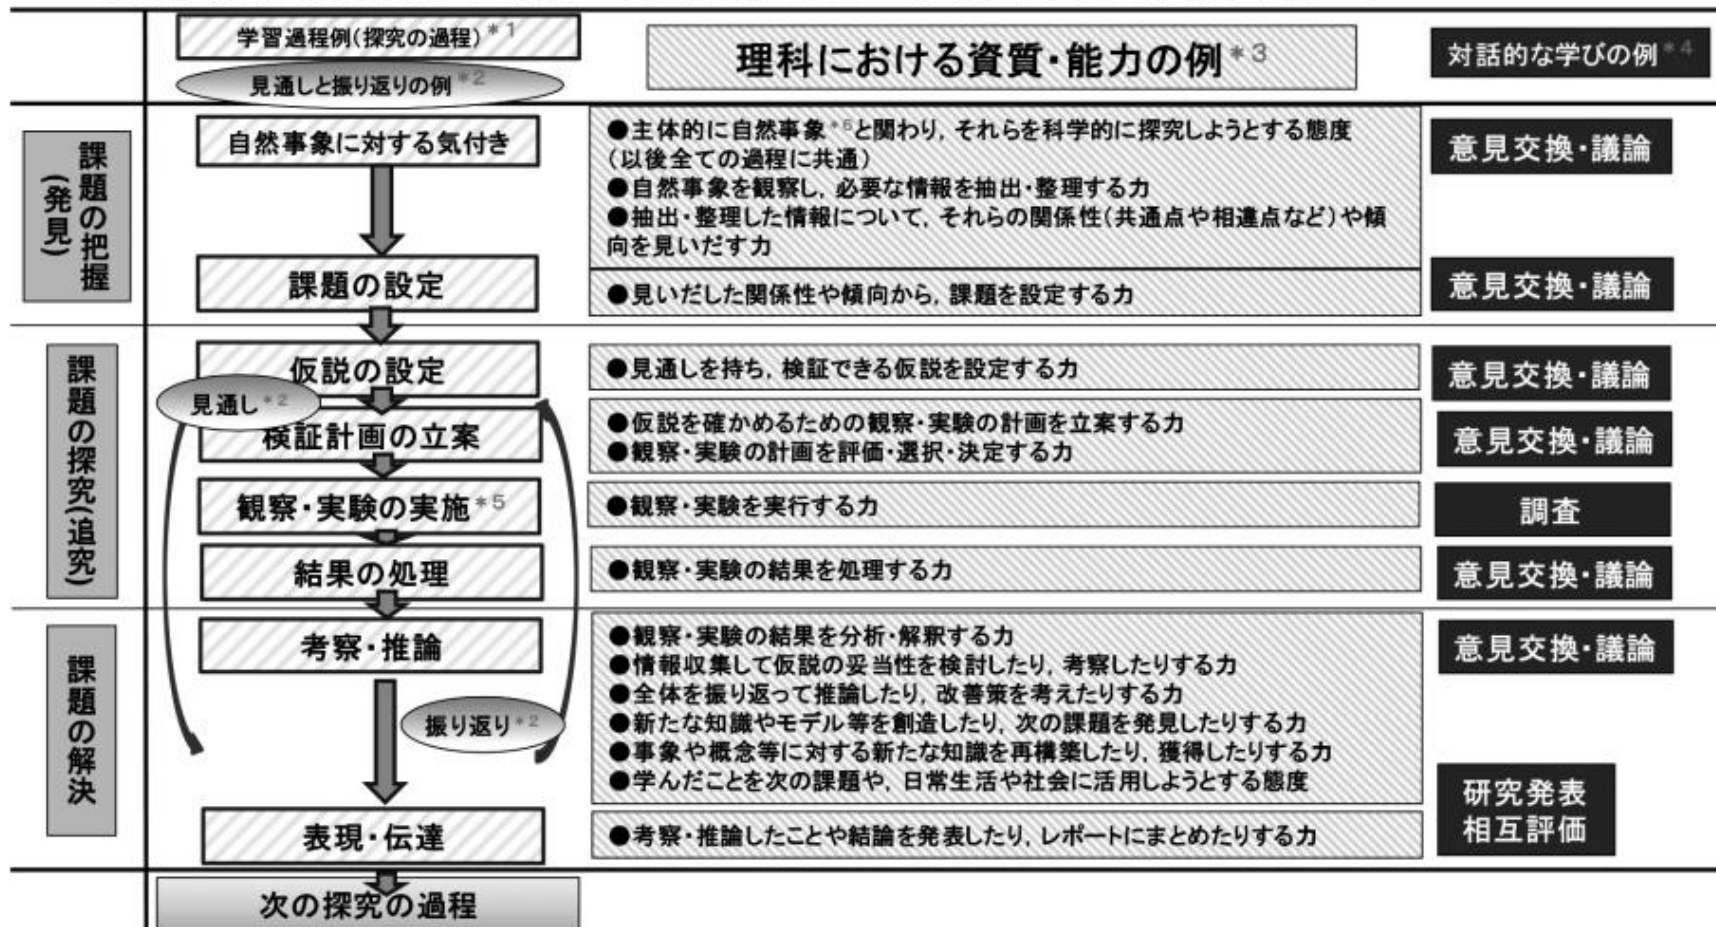 学習過程例(探究の過程)*1
見通しと振り返りの例*2
理科における資質・能力の例*3
対話的な学びの例*4
課題の把握
(発見)
自然事象に対する気付き
●主体的に自然事象*6と関わり,それらを科学的に探究しようとする態度
(以後全ての過程に共通)
●自然事象を観察し,必要な情報を抽出・整理する力
●抽出・整理した情報について,それらの関係性(共通点や相違点など)や傾
向を見いだす力
意見交換・議論
課題の設定
●見いだした関係性や傾向から,課題を設定する力
意見交換・議論
課題の探究(追究)
仮説の設定
●見通しを持ち,検証できる仮説を設定する力
意見交換・議論
見通し*2
検証計画の立案
●仮説を確かめるための観察・実験の計画を立案する力
●観察・実験の計画を評価・選択・決定する力
意見交換・議論
観察・実験の実施*5
●観察・実験を実行する力
調査
結果の処理
●観察・実験の結果を処理する力
意見交換・議論
課題の解決
考察・推論
●観察・実験の結果を分析・解釈する力
●情報収集して仮説の妥当性を検討したり,考察したりする力
●全体を振り返って推論したり,改善策を考えたりする力
●新たな知識やモデル等を創造したり,次の課題を発見したりする力
●事象や概念等に対する新たな知識を再構築したり,獲得したりする力
●学んだことを次の課題や,日常生活や社会に活用しようとする態度
意見交換・議論
振り返り*2
表現・伝達
●考察・推論したことや結論を発表したり,レポートにまとめたりする力
研究発表
相互評価
次の探究の過程